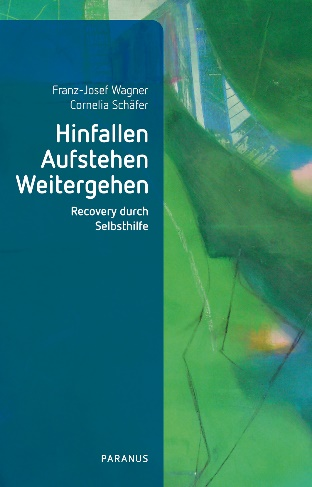 Franz-Josef Wagner
Cornelia Schäfer
Hinfallen
Aufstehen
Weitergehen
Recovery durch
Selbsthilfe
PARANUS